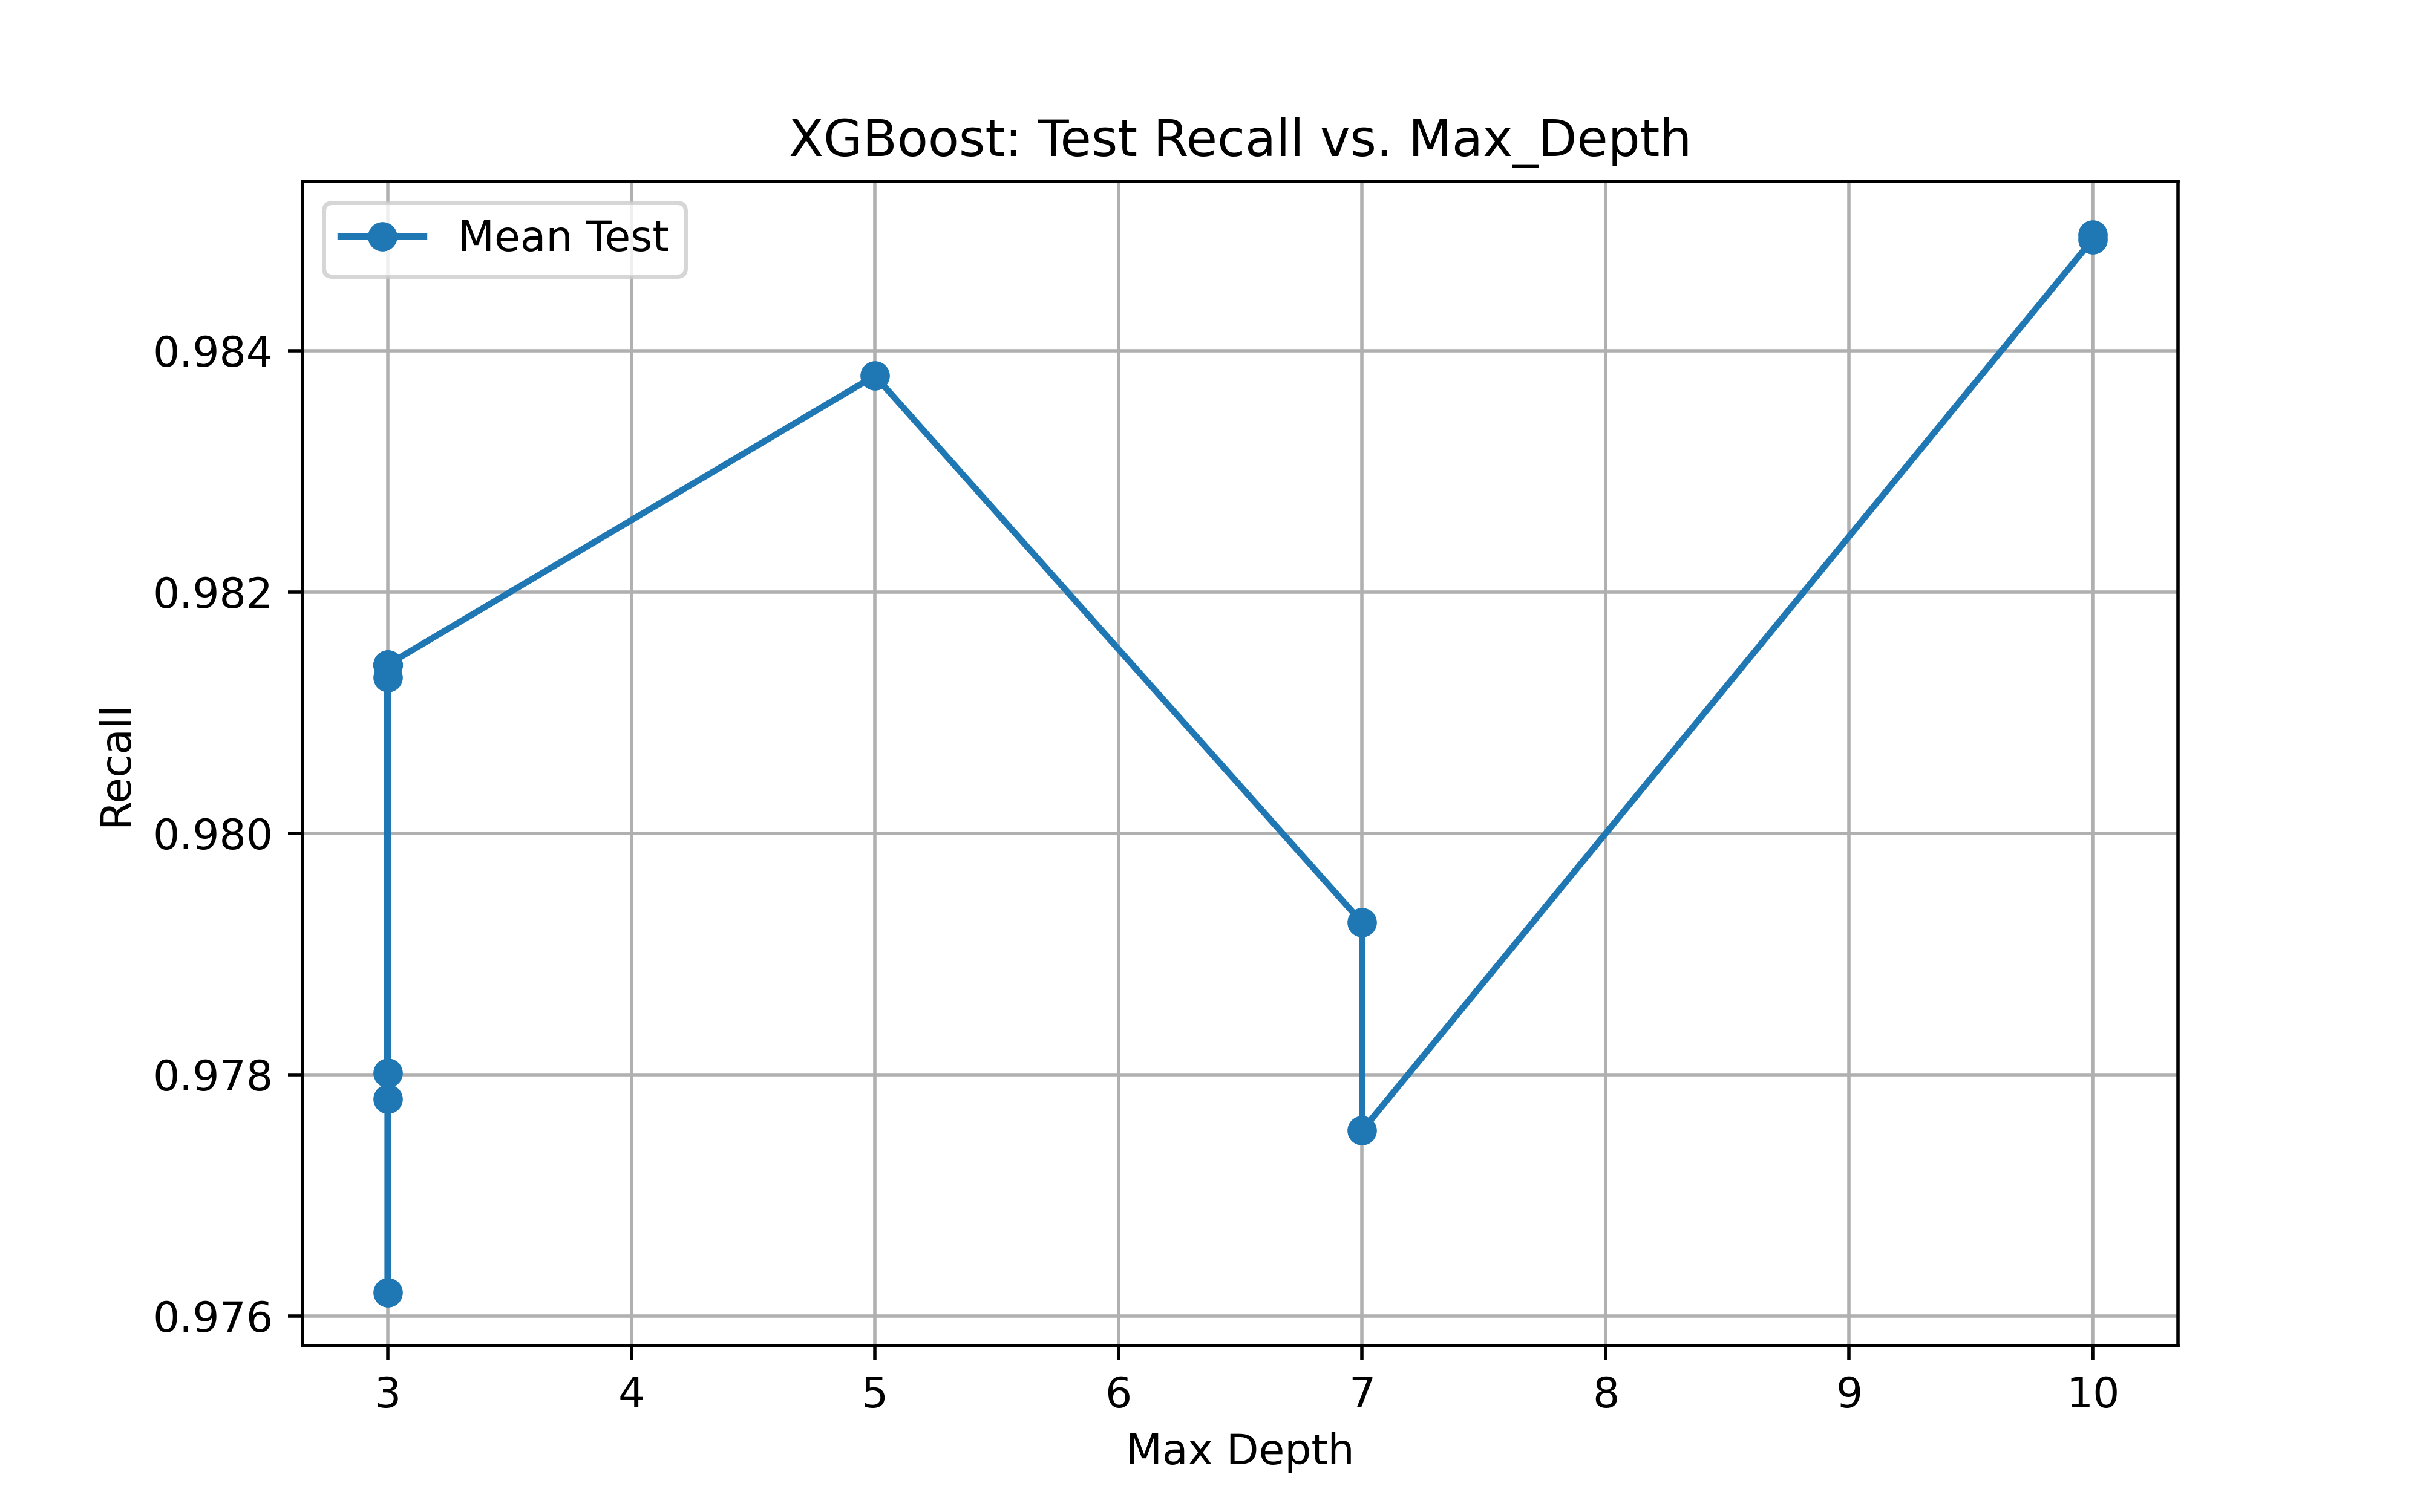 XGBoost: Test Recall vs. Max_Depth
Mean Test
0.984
0.982
0.980
0.978
0.976
Recall
3 4 5 6 7 8 9 10
Max Depth